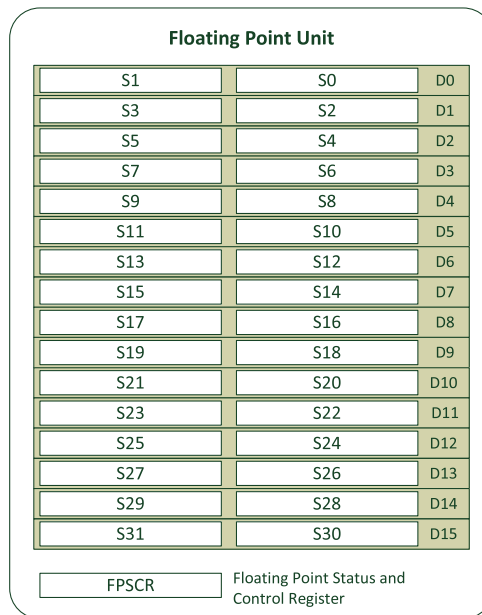 Floating Point Unit
S1 S0 D0
S3 S2 D1
S5 S4 D2
S7 S6 D3
S9 S8 D4
S11 S10 D5
S13 S12 D6
S15 S14 D7
S17 S16 D8
S19 S18 D9
S21 S20 D10
S23 S22 D11
S25 S24 D12
S27 S26 D13
S29 S28 D14
S31 S30 D15
FPSCR Floating Point Status and
Control Register